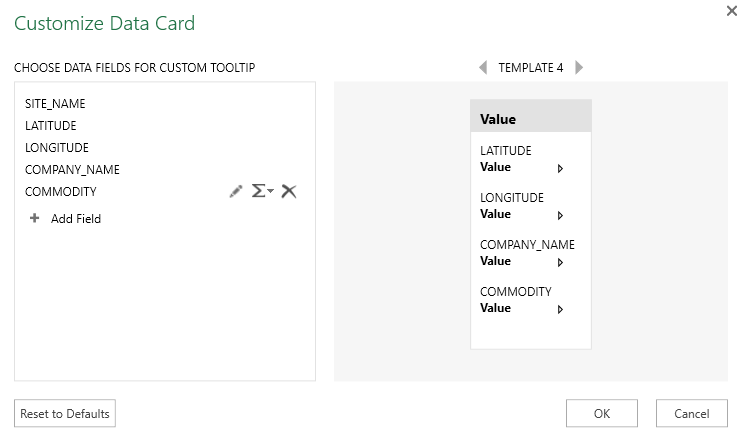 Customize Data Card
CHOOSE DATA FIELDS FOR CUSTOM TOOLTIP
SITE_NAME
LATITUDE
LONGITUDE
COMPANY_NAME
COMMODITY
Add Field
TEMPLATE 4
Value
LATITUDE
Value
LONGITUDE
Value
COMPANY_NAME
Value
COMMODITY
Value
Reset to Defaults
OK
Cancel